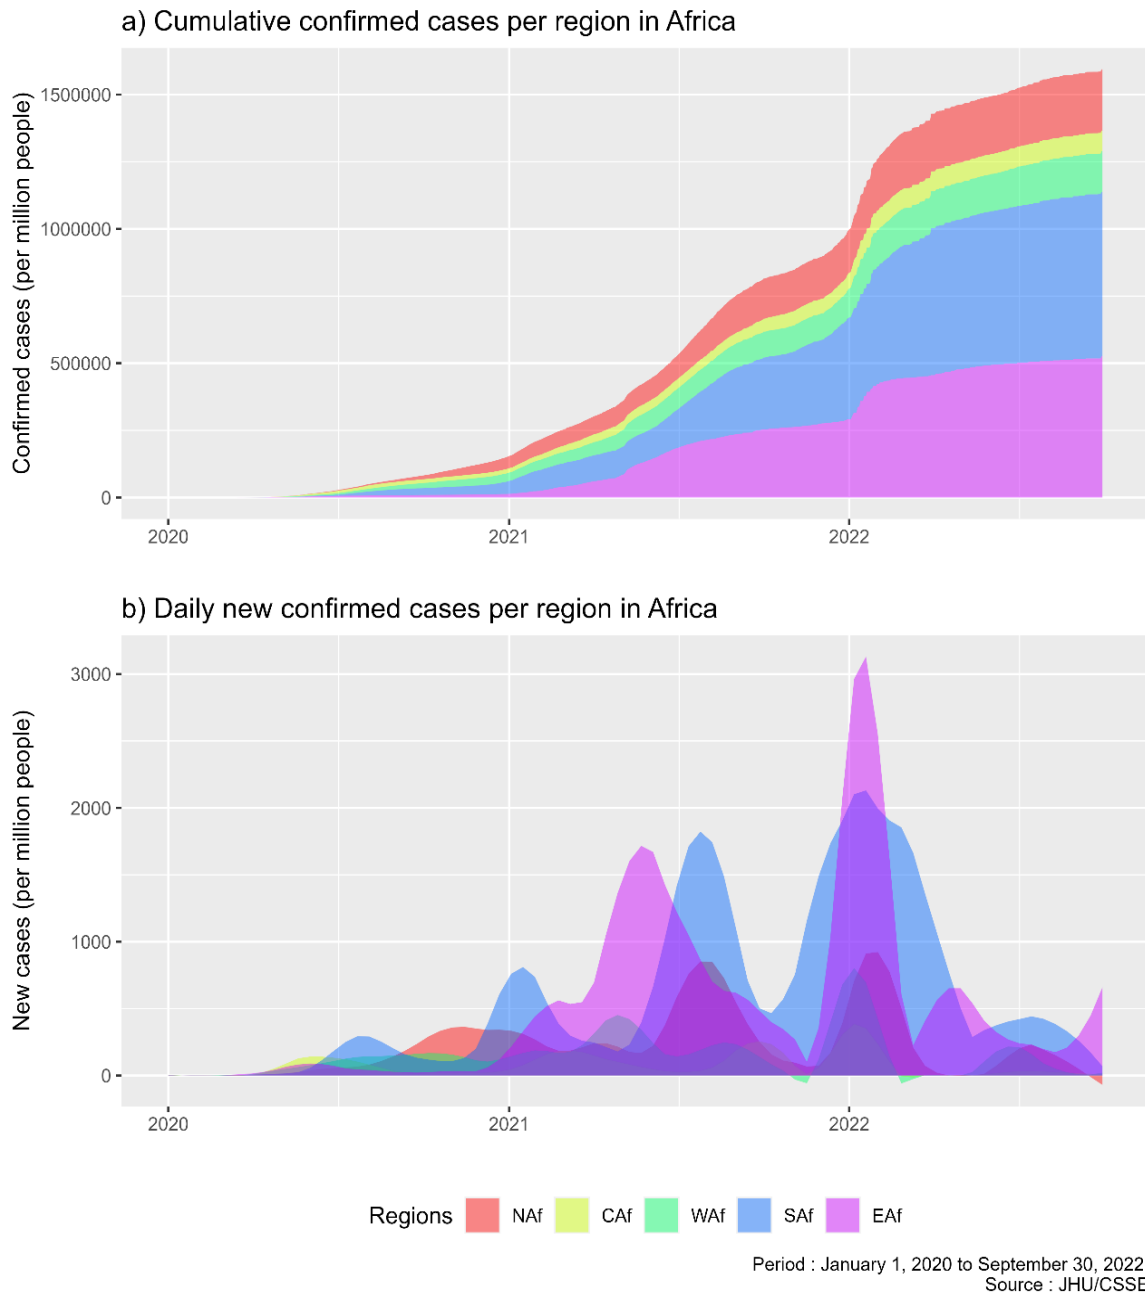 a) Cumulative confirmed cases per region in Africa
Confirmed cases (per million people)
1500000
1000000
500000
0
2020 2021 2022
b) Daily new confirmed cases per region in Africa
New cases (per million people)
3000
2000
1000
0
2020 2021 2022
Regions NAf CAf WAf SAf EAf
Period : January 1, 2020 to September 30, 2022
Source : JHU/CSSE